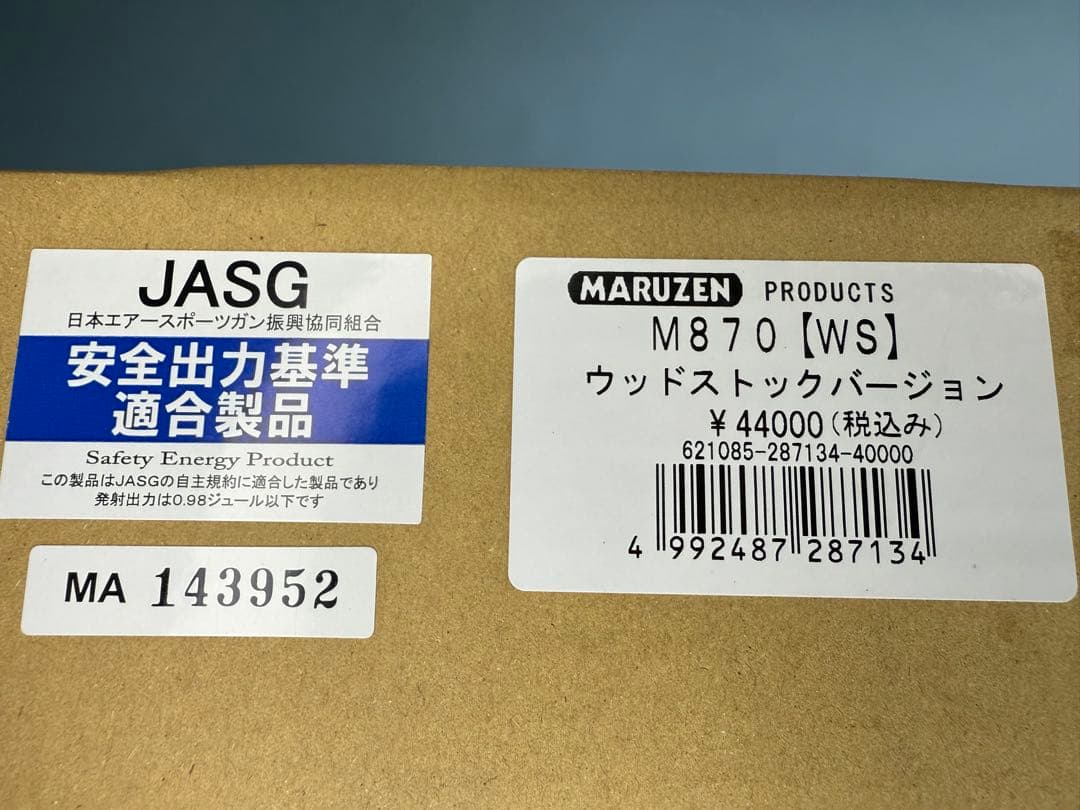 JASG
日本エアースポーツガン振興協同組合
安全出力基準
適合製品
Safety Energy Product
この製品はJASGの自主規約に適合した製品であり
発射出力は0.98ジュール以下です
MA 143952
MARUZEN PRODUCTS
M870【WS】
ウッドストックバージョン
¥44000(税込み)
621085-287134-40000
4 992487 287134